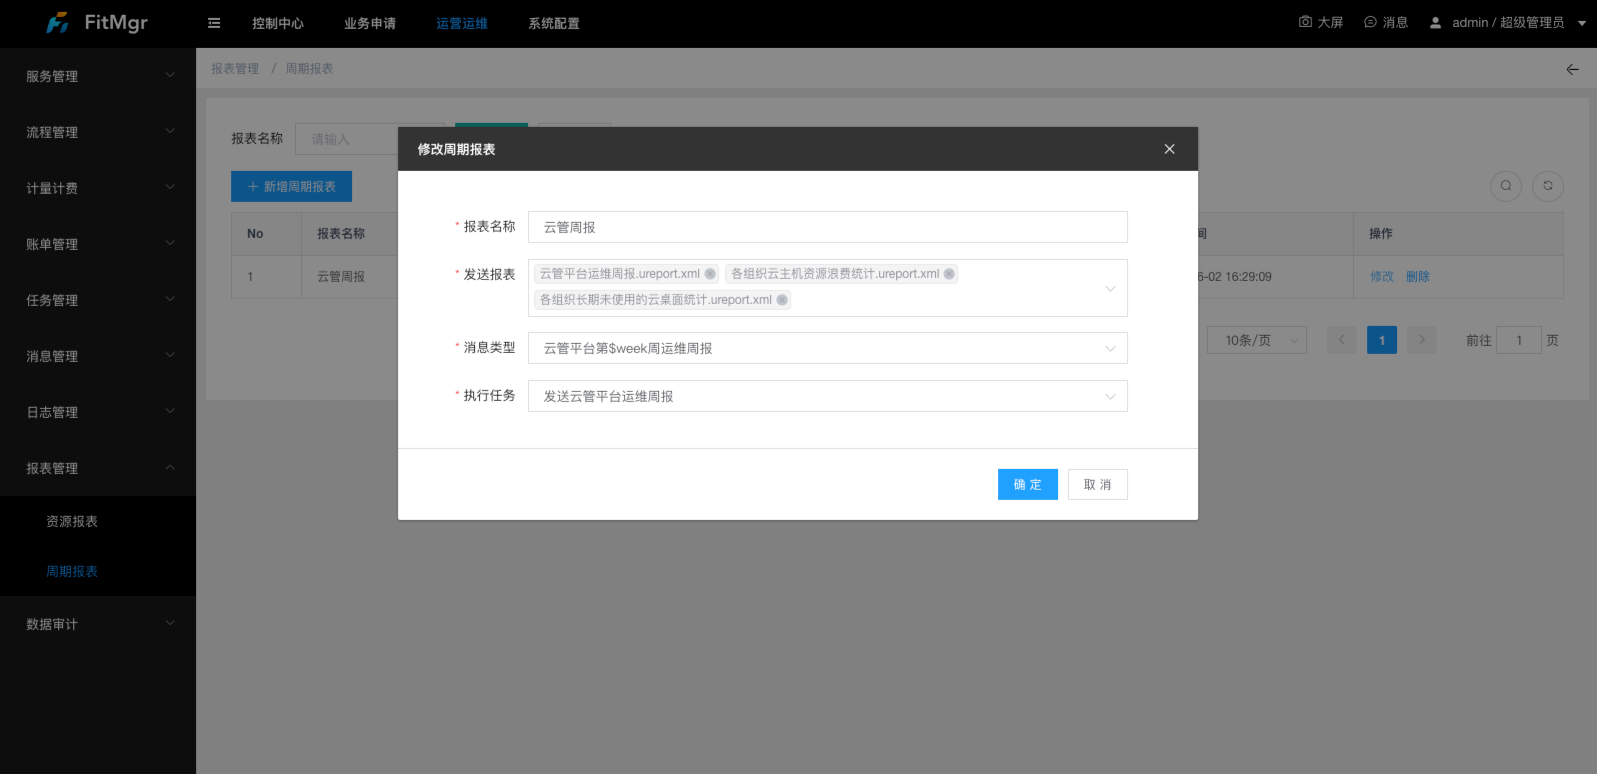 FitMgr
控制中心
业务申请
运营运维
系统配置
大屏
消息
admin / 超级管理员
服务管理
流程管理
计量计费
账单管理
任务管理
消息管理
日志管理
报表管理
资源报表
周期报表
数据审计
报表管理 / 周期报表
报表名称 请输入
+ 新增周期报表
No 报表名称 间 操作
1 云管周报 6-02 16:29:09 修改 删除
10条/页 1 前往 1 页
修改周期报表
* 报表名称 云管周报
* 发送报表 云管平台运维周报.ureport.xml 各组织云主机资源浪费统计.ureport.xml
各组织长期未使用的云桌面统计.ureport.xml
* 消息类型 云管平台第$week周运维周报
* 执行任务 发送云管平台运维周报
确 定 取 消